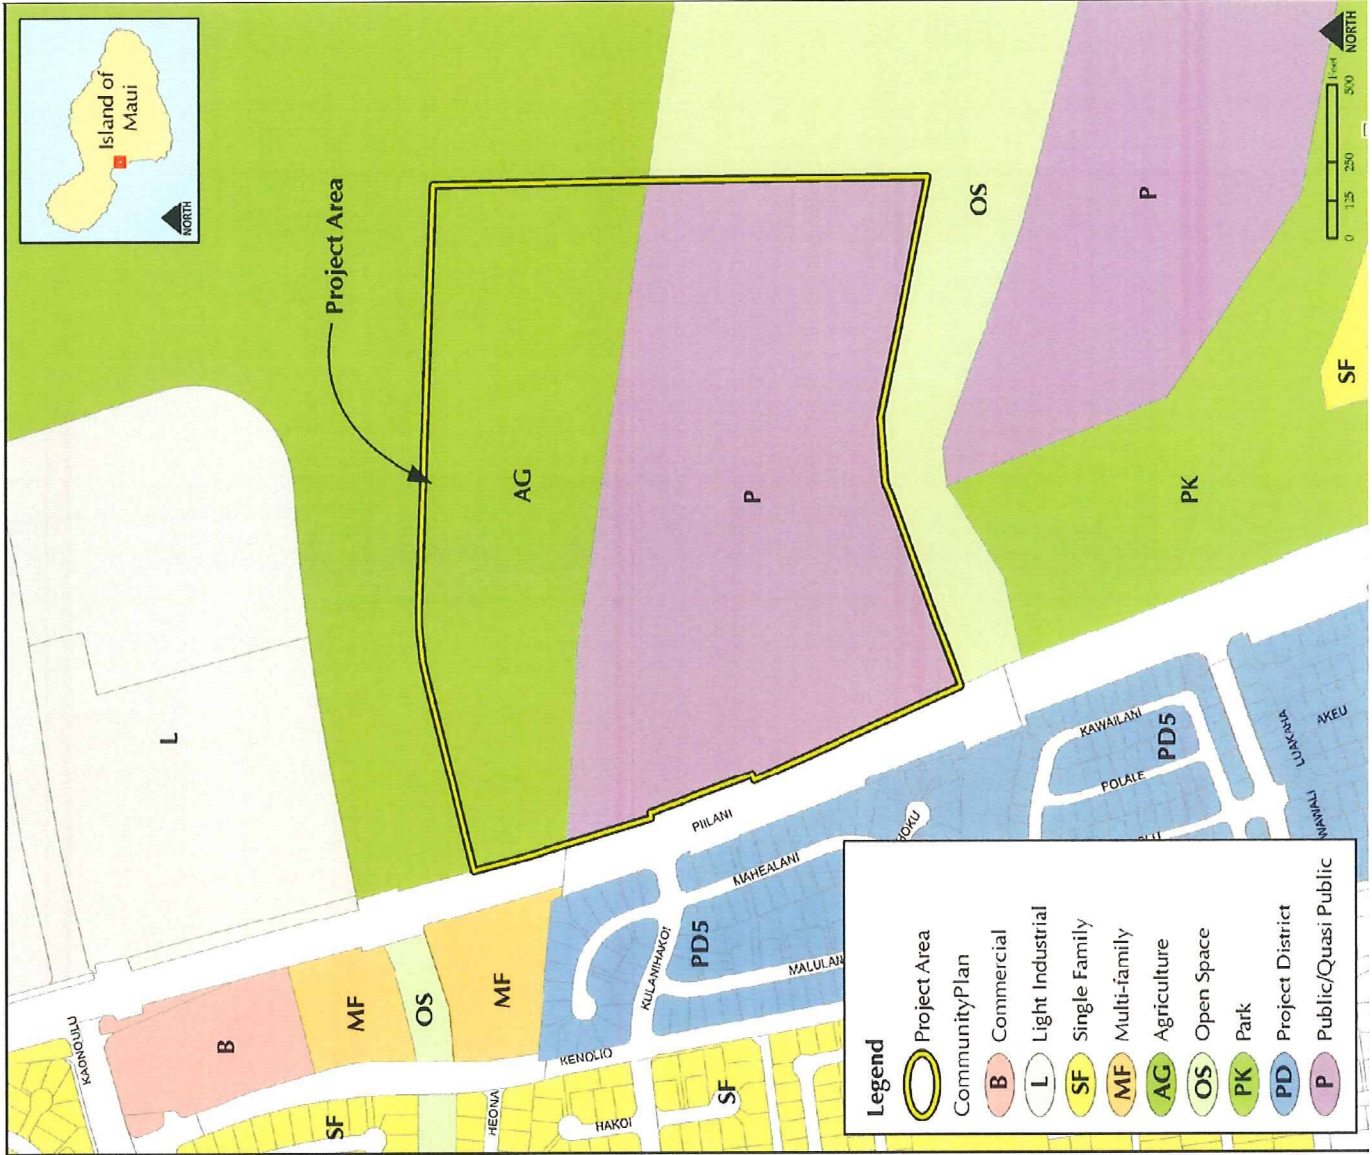 Island of
Maui
NORTH
Project Area
L
AG
P
OS
P
PK
SF
0 125 250 500
Feet
NORTH
KAONOULU
B
MF
OS
MF
SF
HEONA
HAKOI
SF
KENOLIO
KULANIHAKOI
PD5
MALULAN
MAHEALANI
PIILANI
HOKU
KAWAILANI
POLALE
PD5
LUAKAHA
AKEU
WAWALI
Legend
Project Area
CommunityPlan
B Commercial
L Light Industrial
SF Single Family
MF Multi-family
AG Agriculture
OS Open Space
PK Park
PD Project District
P Public/Quasi Public